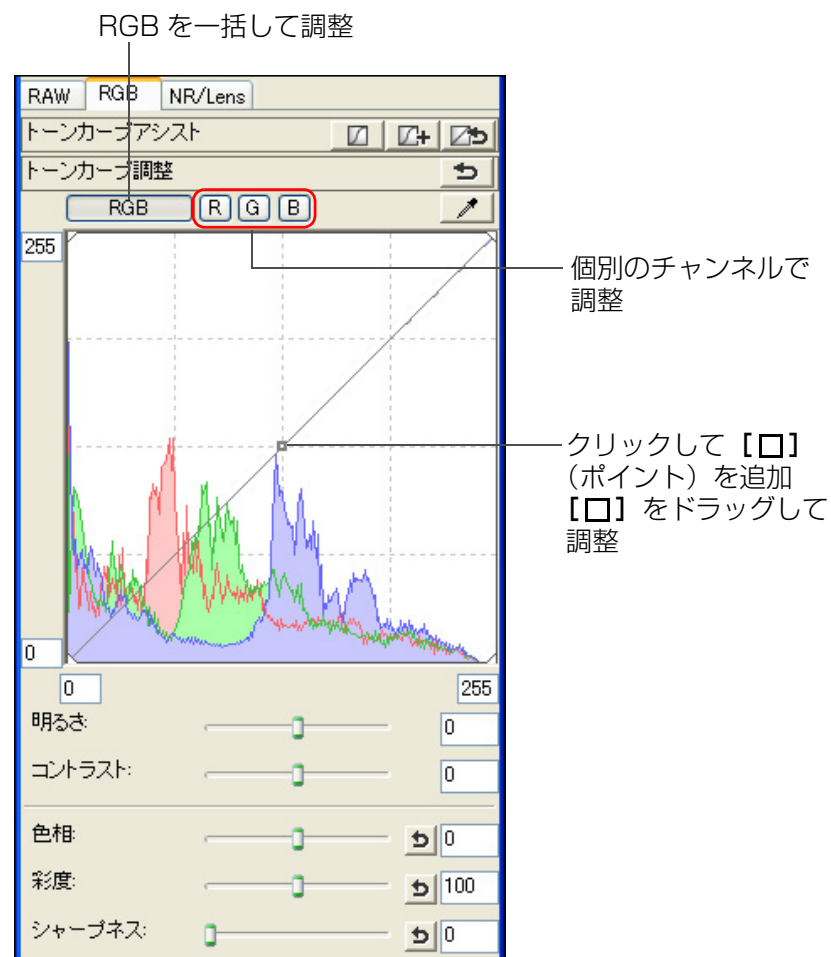 RGB を一括して調整
RAW RGB NR/Lens
トーンカーブアシスト
トーンカーブ調整
RGB R G B
255
個別のチャンネルで
調整
クリックして【□】
（ポイント）を追加
【□】をドラッグして
調整
0
0 255
明るさ: 0
コントラスト: 0
色相: 0
彩度: 100
シャープネス: 0